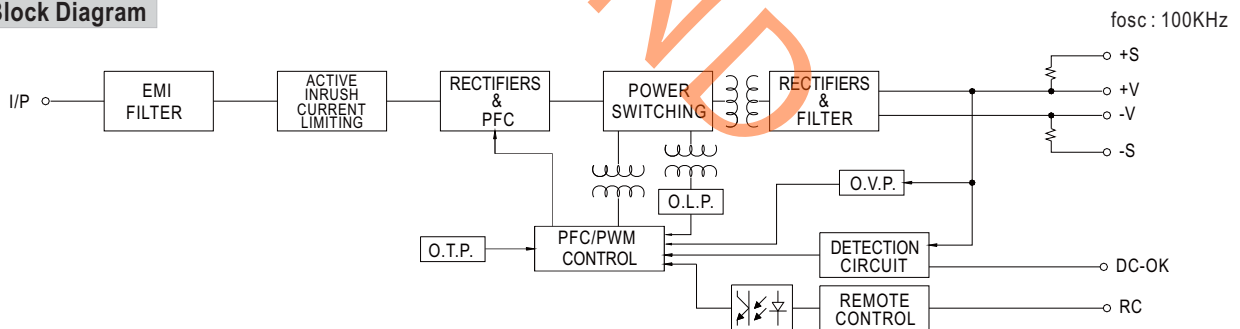 Block Diagram
fosc : 100KHz
I/P
EMI
FILTER
ACTIVE
INRUSH
CURRENT
LIMITING
RECTIFIERS
&
PFC
POWER
SWITCHING
RECTIFIERS
&
FILTER
+S
+V
-V
-S
O.L.P.
O.V.P.
O.T.P.
PFC/PWM
CONTROL
DETECTION
CIRCUIT
DC-OK
REMOTE
CONTROL
RC